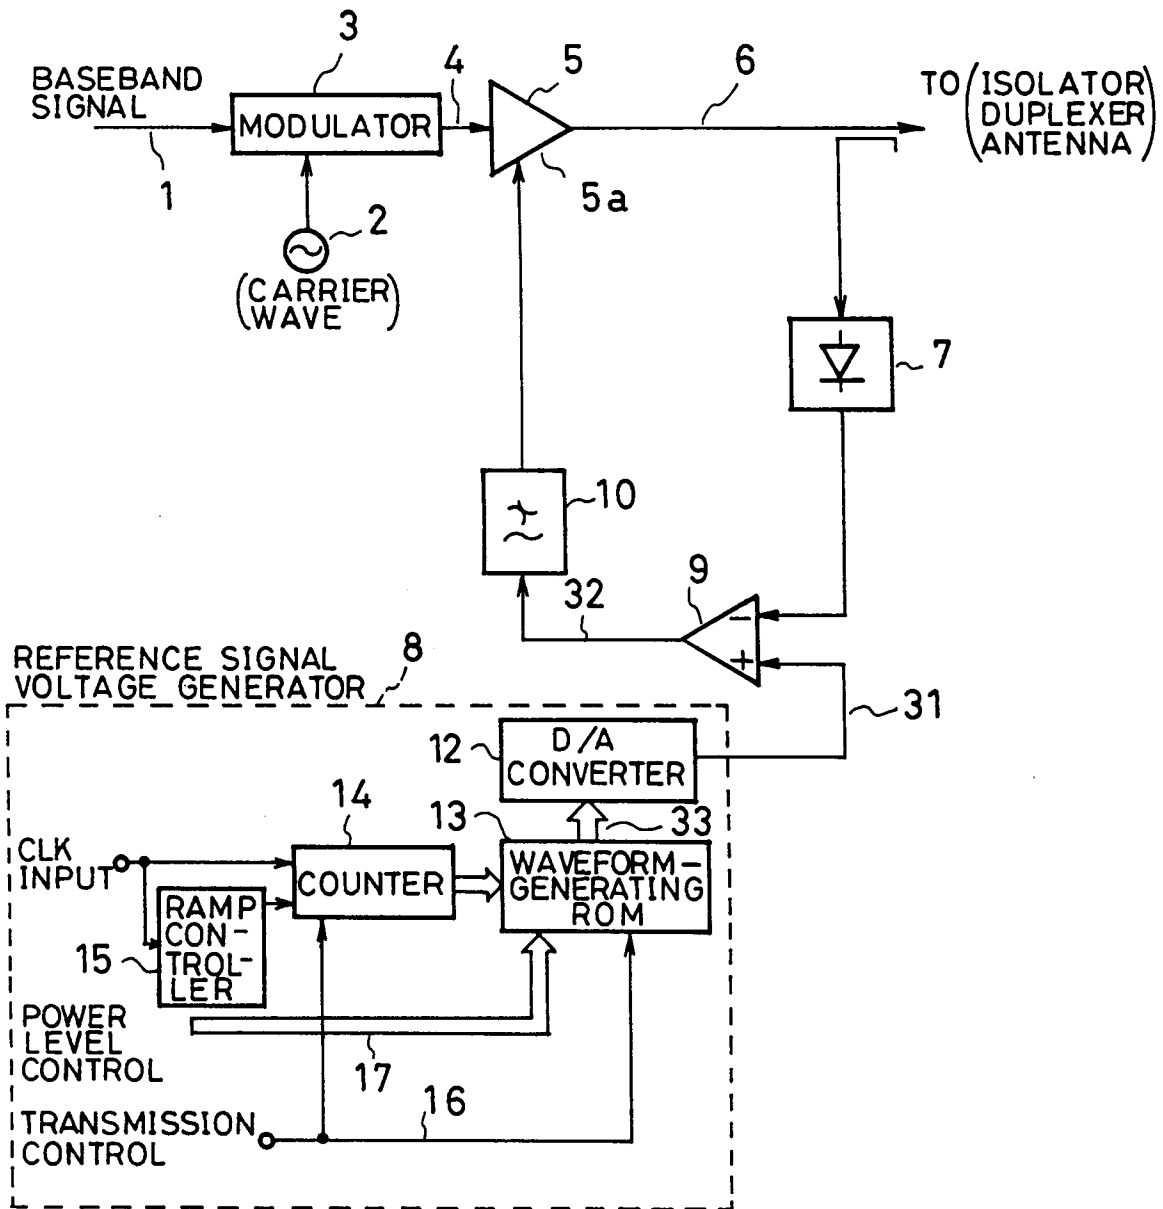 3
4
5
6
BASEBAND
SIGNAL
MODULATOR
TO (ISOLATOR
DUPLEXER
ANTENNA)
1
5a
2
(CARRIER
WAVE)
7
10
9
32
−
+
REFERENCE SIGNAL
VOLTAGE GENERATOR
8
31
12
D/A
CONVERTER
14
13
33
CLK
INPUT
COUNTER
WAVEFORM-
GENERATING
ROM
RAMP
CON-
TROL-
LER
15
POWER
LEVEL
CONTROL
17
16
TRANSMISSION
CONTROL